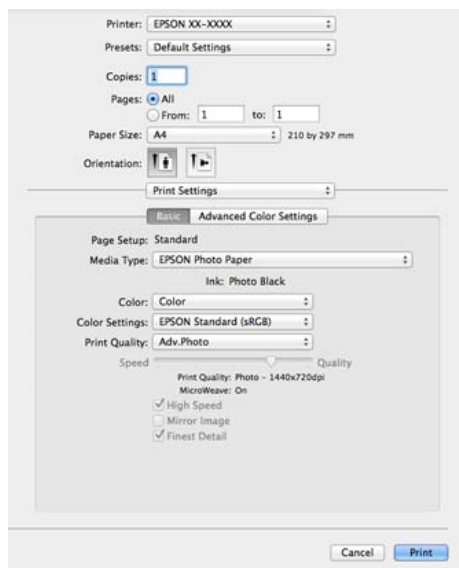 Printer: EPSON XX-XXXX
Presets: Default Settings
Copies: 1
Pages: All
From: 1 to: 1
Paper Size: A4 210 by 297 mm
Orientation:
Print Settings
Basic Advanced Color Settings
Page Setup: Standard
Media Type: EPSON Photo Paper
Ink: Photo Black
Color: Color
Color Settings: EPSON Standard (sRGB)
Print Quality: Adv.Photo
Speed Quality
Print Quality: Photo - 1440x720dpi
MicroWeave: On
High Speed
Mirror Image
Finest Detail
Cancel Print